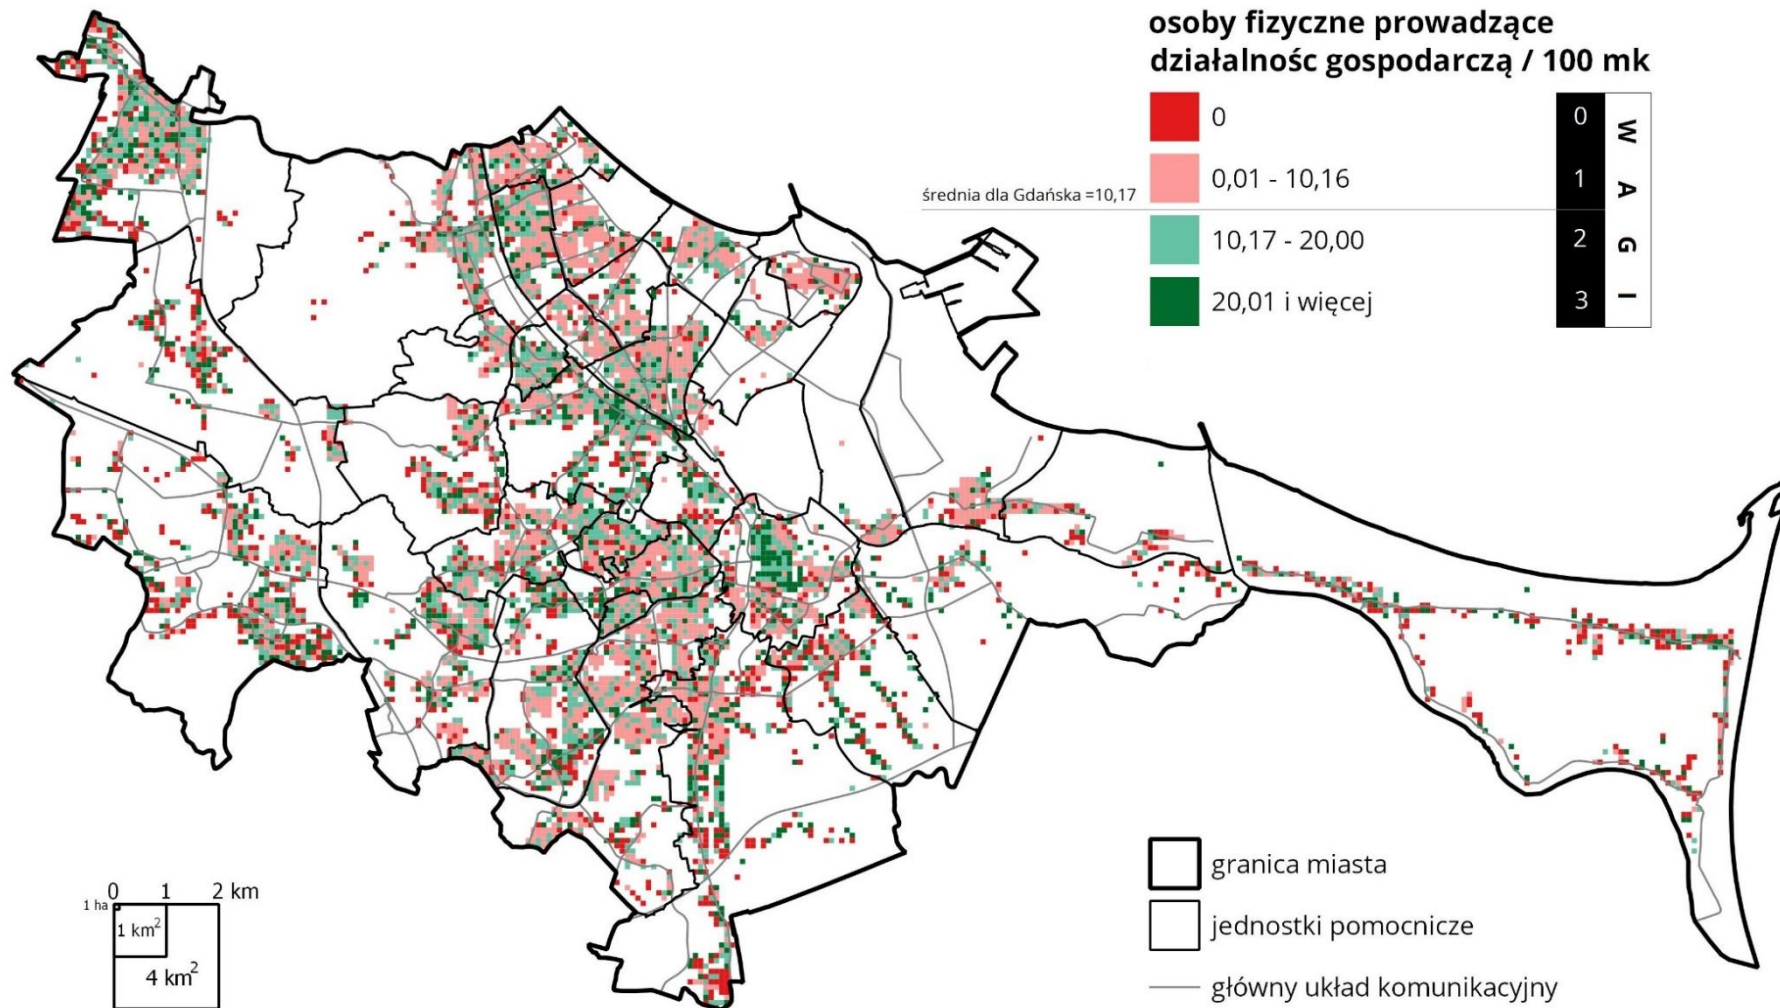 osoby fizyczne prowadzące
działalnośc gospodarczą / 100 mk
0
0,01 - 10,16
średnia dla Gdańska =10,17
10,17 - 20,00
20,01 i więcej
0
1
2
3
W
A
G
I
0 1 2 km
1 ha
1 km²
4 km²
granica miasta
jednostki pomocnicze
główny układ komunikacyjny